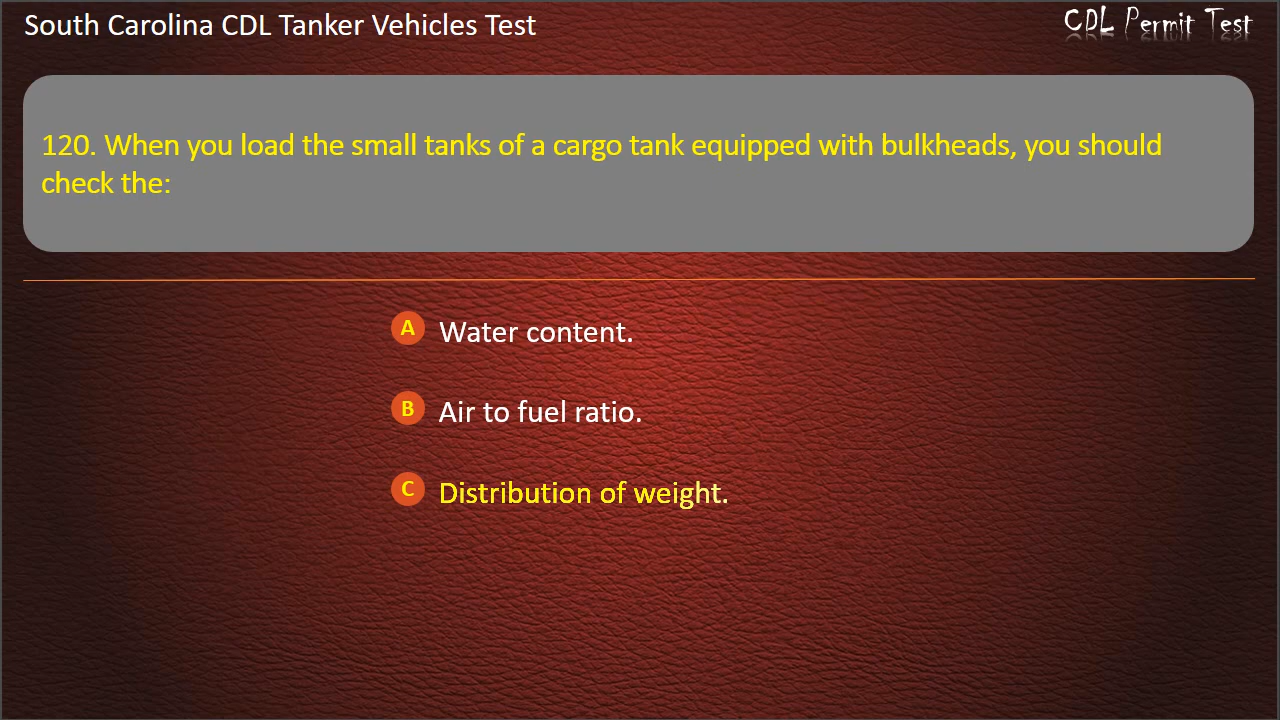 South Carolina CDL Tanker Vehicles Test
CDL Permit Test
120. When you load the small tanks of a cargo tank equipped with bulkheads, you should
check the:
A Water content.
B Air to fuel ratio.
C Distribution of weight.